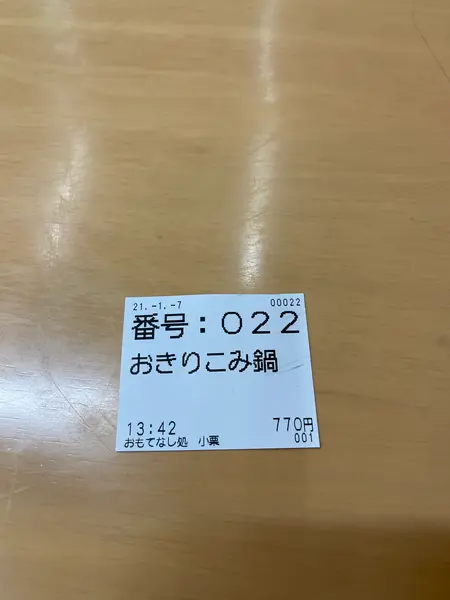 21.-1.-7 00022
番号：022
おきりこみ鍋
13:42 770円
おもてなし処 小栗 001